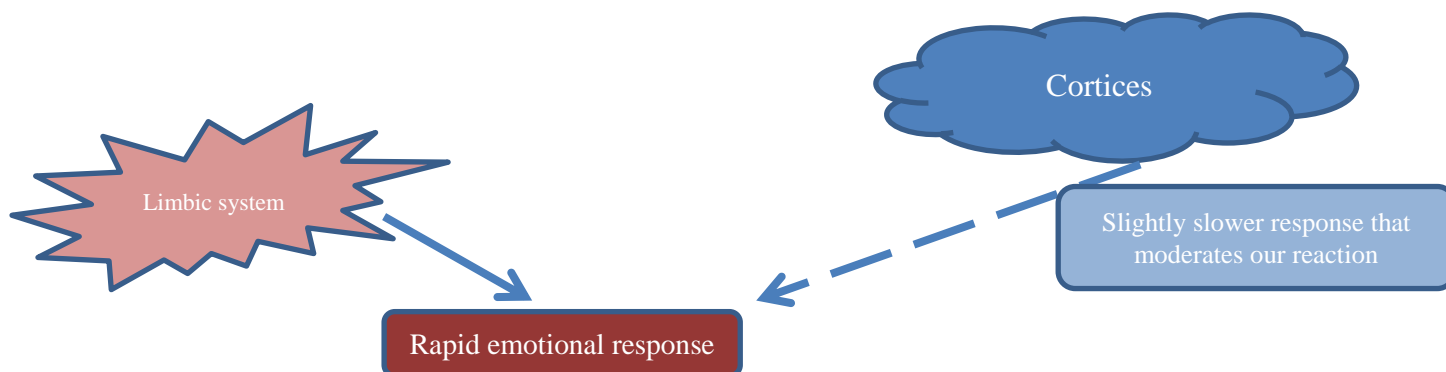 Cortices
Limbic system
Slightly slower response that
moderates our reaction
Rapid emotional response